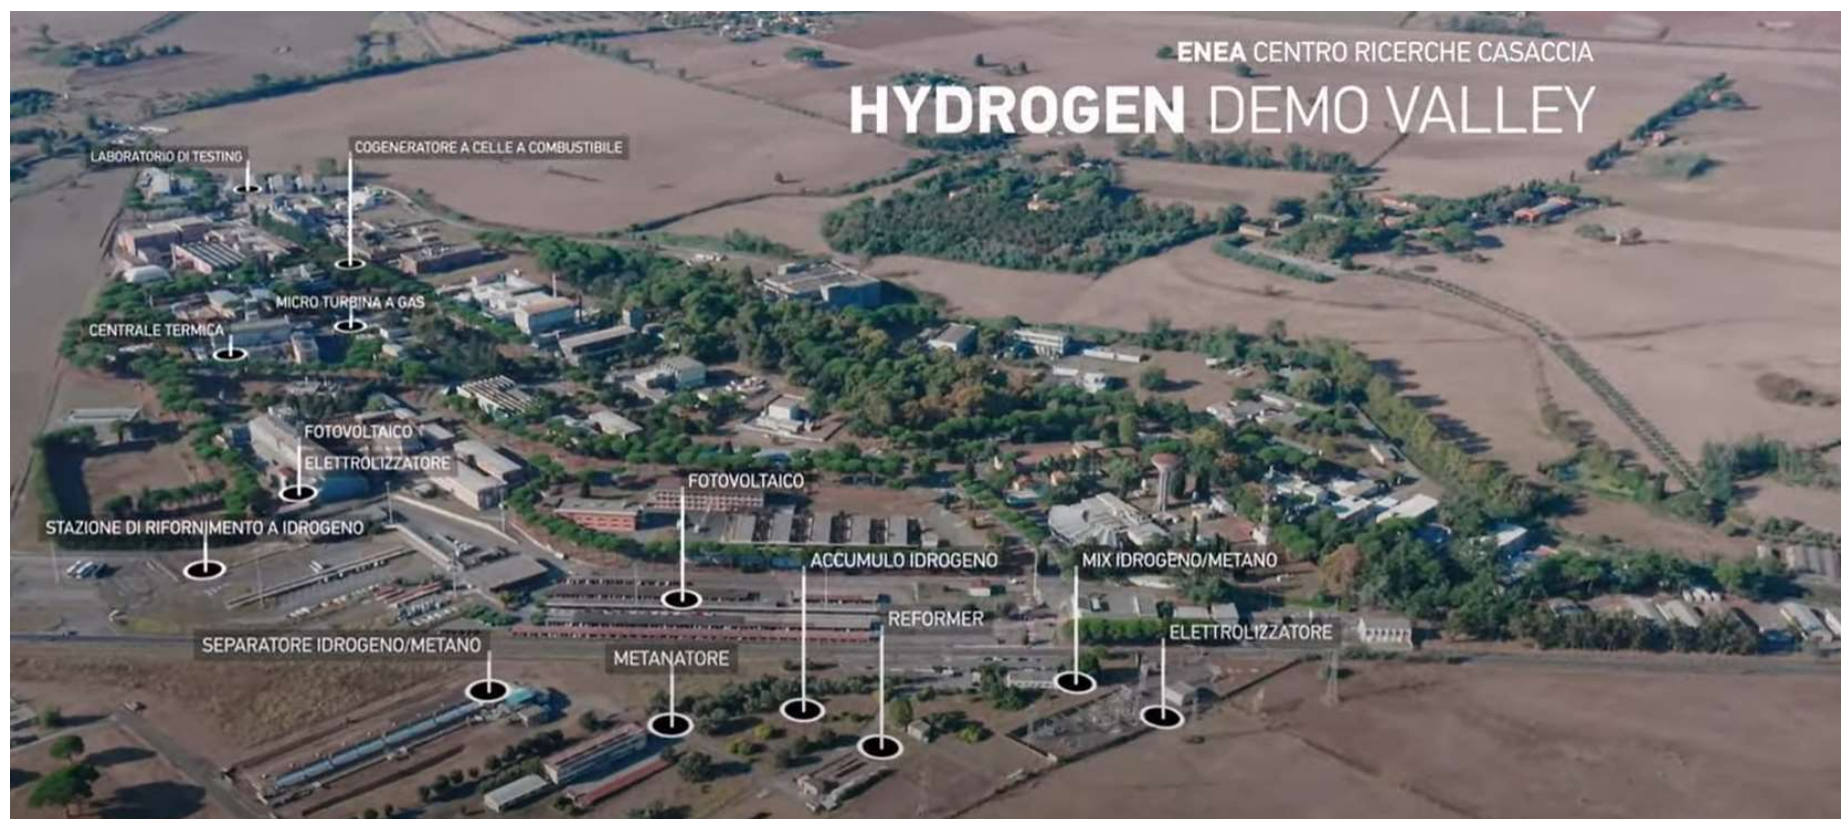 ENEA CENTRO RICERCHE CASACCIA
HYDROGEN DEMO VALLEY
COGENERATORE A CELLE A COMBUSTIBILE
LABORATORIO DI TESTING
MICRO TURBINA A GAS
CENTRALE TERMICA
FOTOVOLTAICO
ELETTROLIZZATORE
FOTOVOLTAICO
STAZIONE DI RIFORNIMENTO A IDROGENO
ACCUMULO IDROGENO
MIX IDROGENO/METANO
REFORMER
ELETTROLIZZATORE
SEPARATORE IDROGENO/METANO
METANATORE